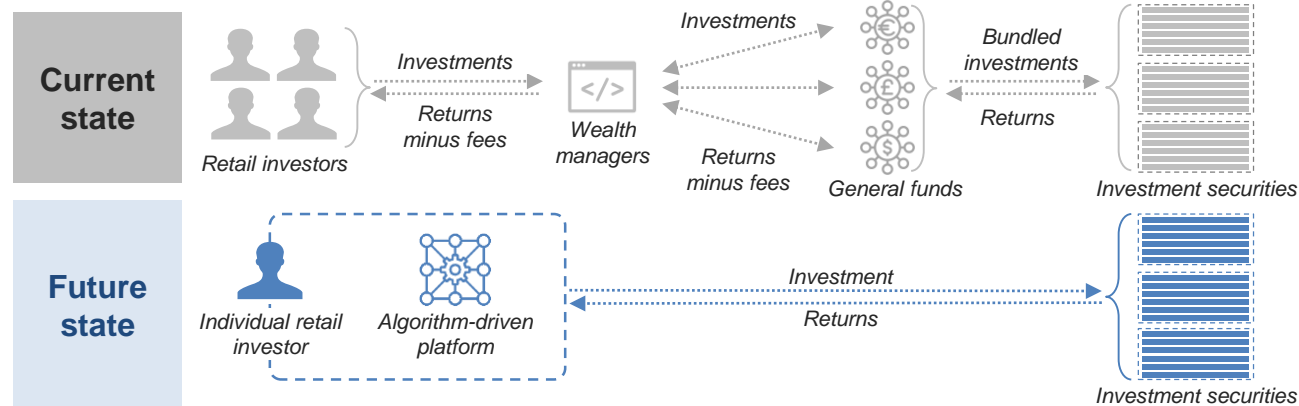 Current
state
Retail investors
Investments
Returns
minus fees
</>
Wealth
managers
Investments
Returns
minus fees
€
£
$
General funds
Bundled
investments
Returns
Investment securities
Future
state
Individual retail
investor
Algorithm-driven
platform
Investment
Returns
Investment securities